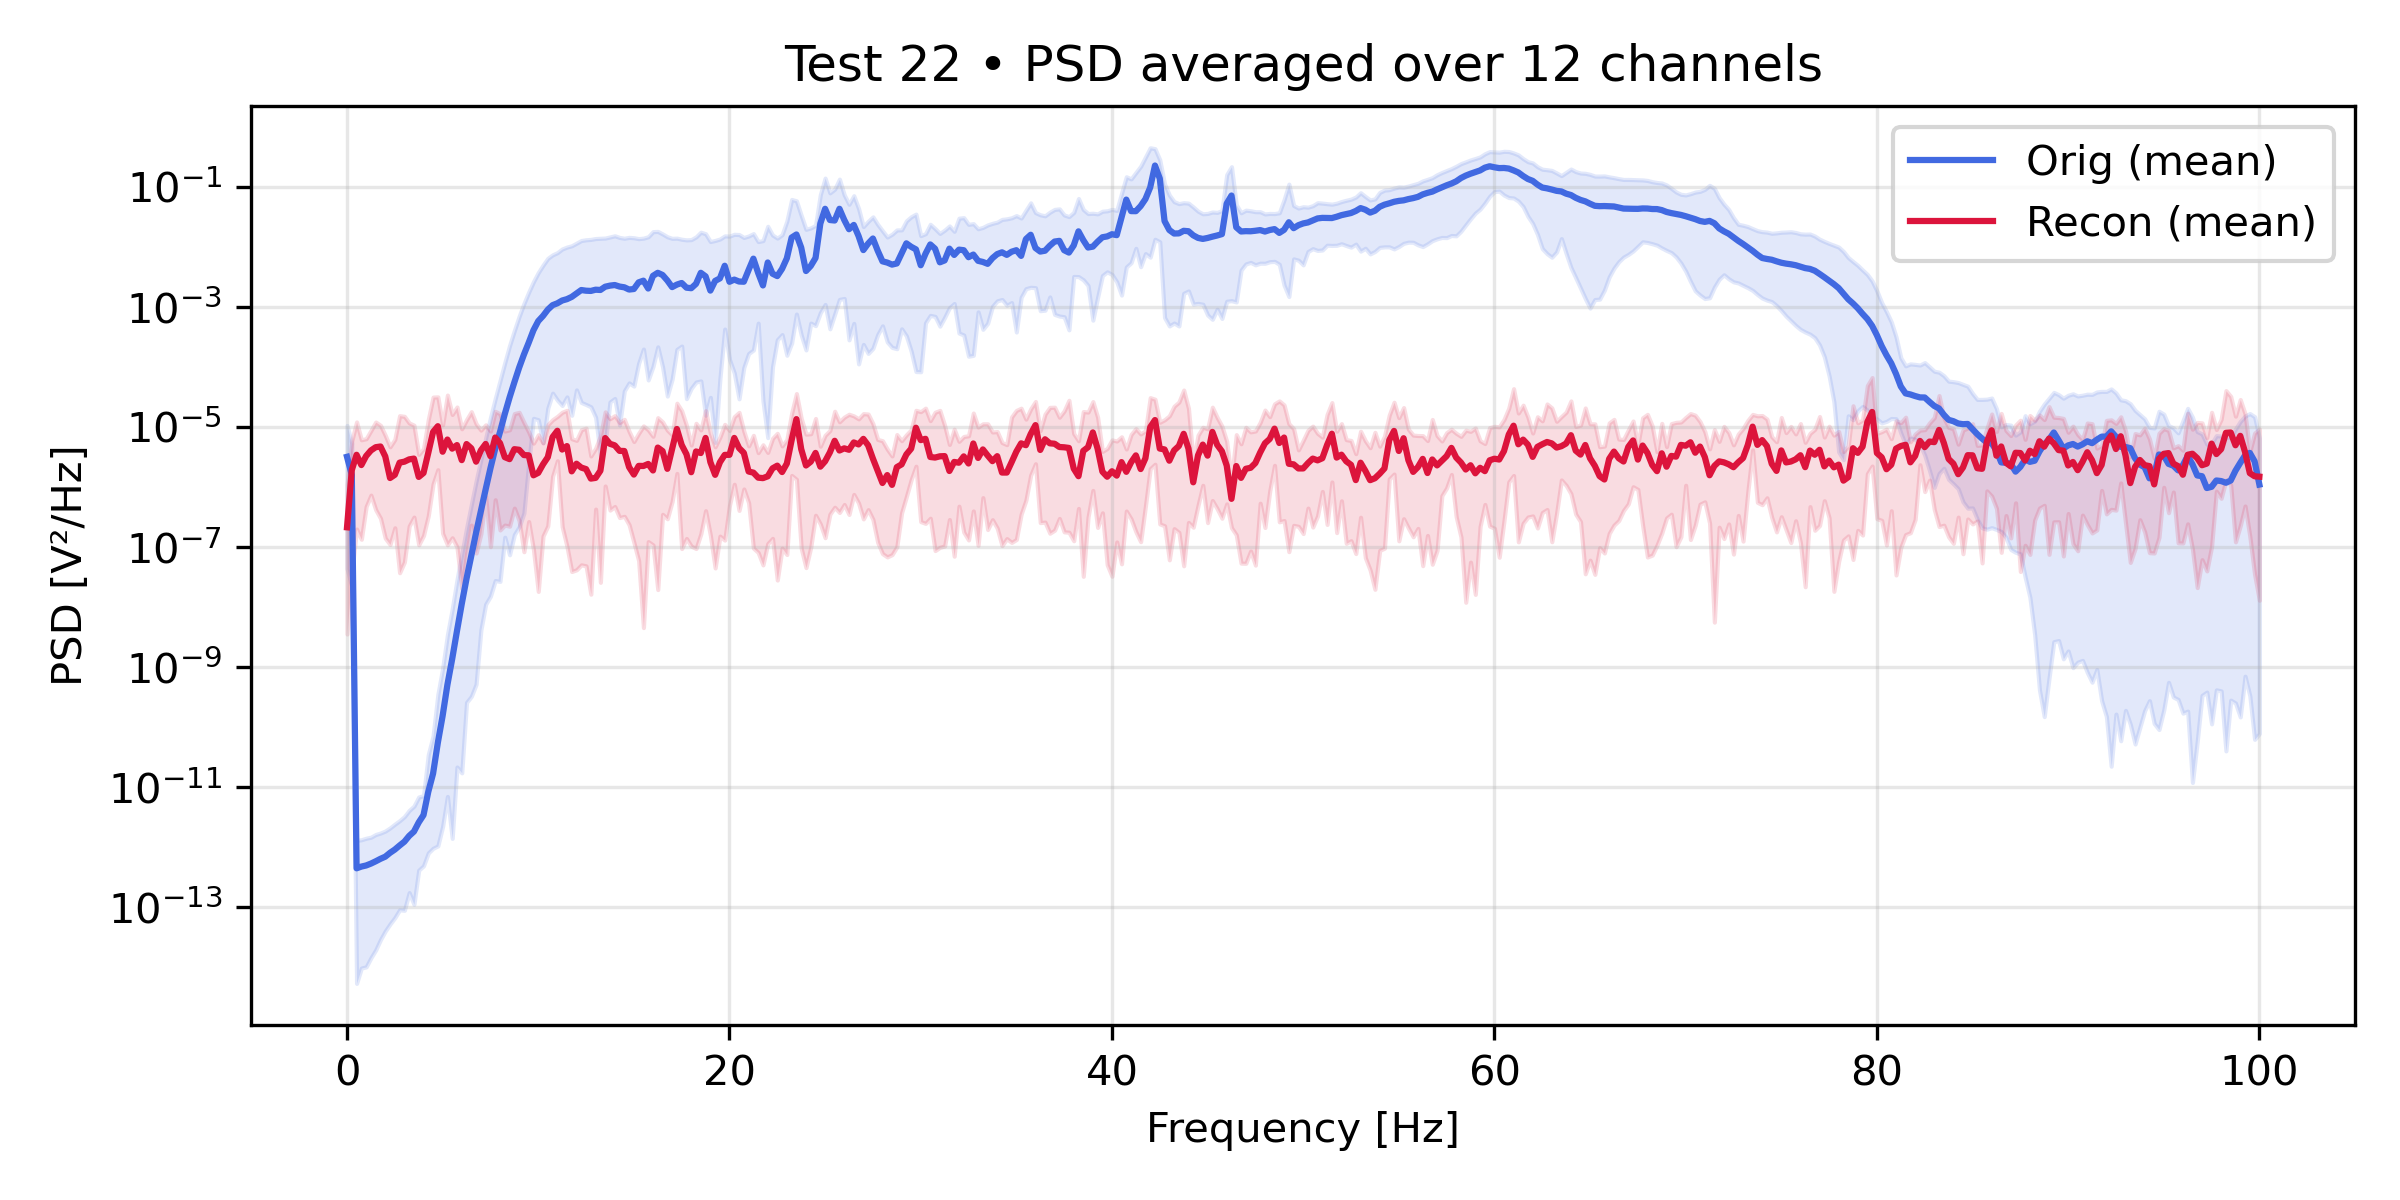 Test 22 • PSD averaged over 12 channels
Orig (mean)
Recon (mean)
PSD [V²/Hz]
10⁻¹
10⁻³
10⁻⁵
10⁻⁷
10⁻⁹
10⁻¹¹
10⁻¹³
0 20 40 60 80 100
Frequency [Hz]